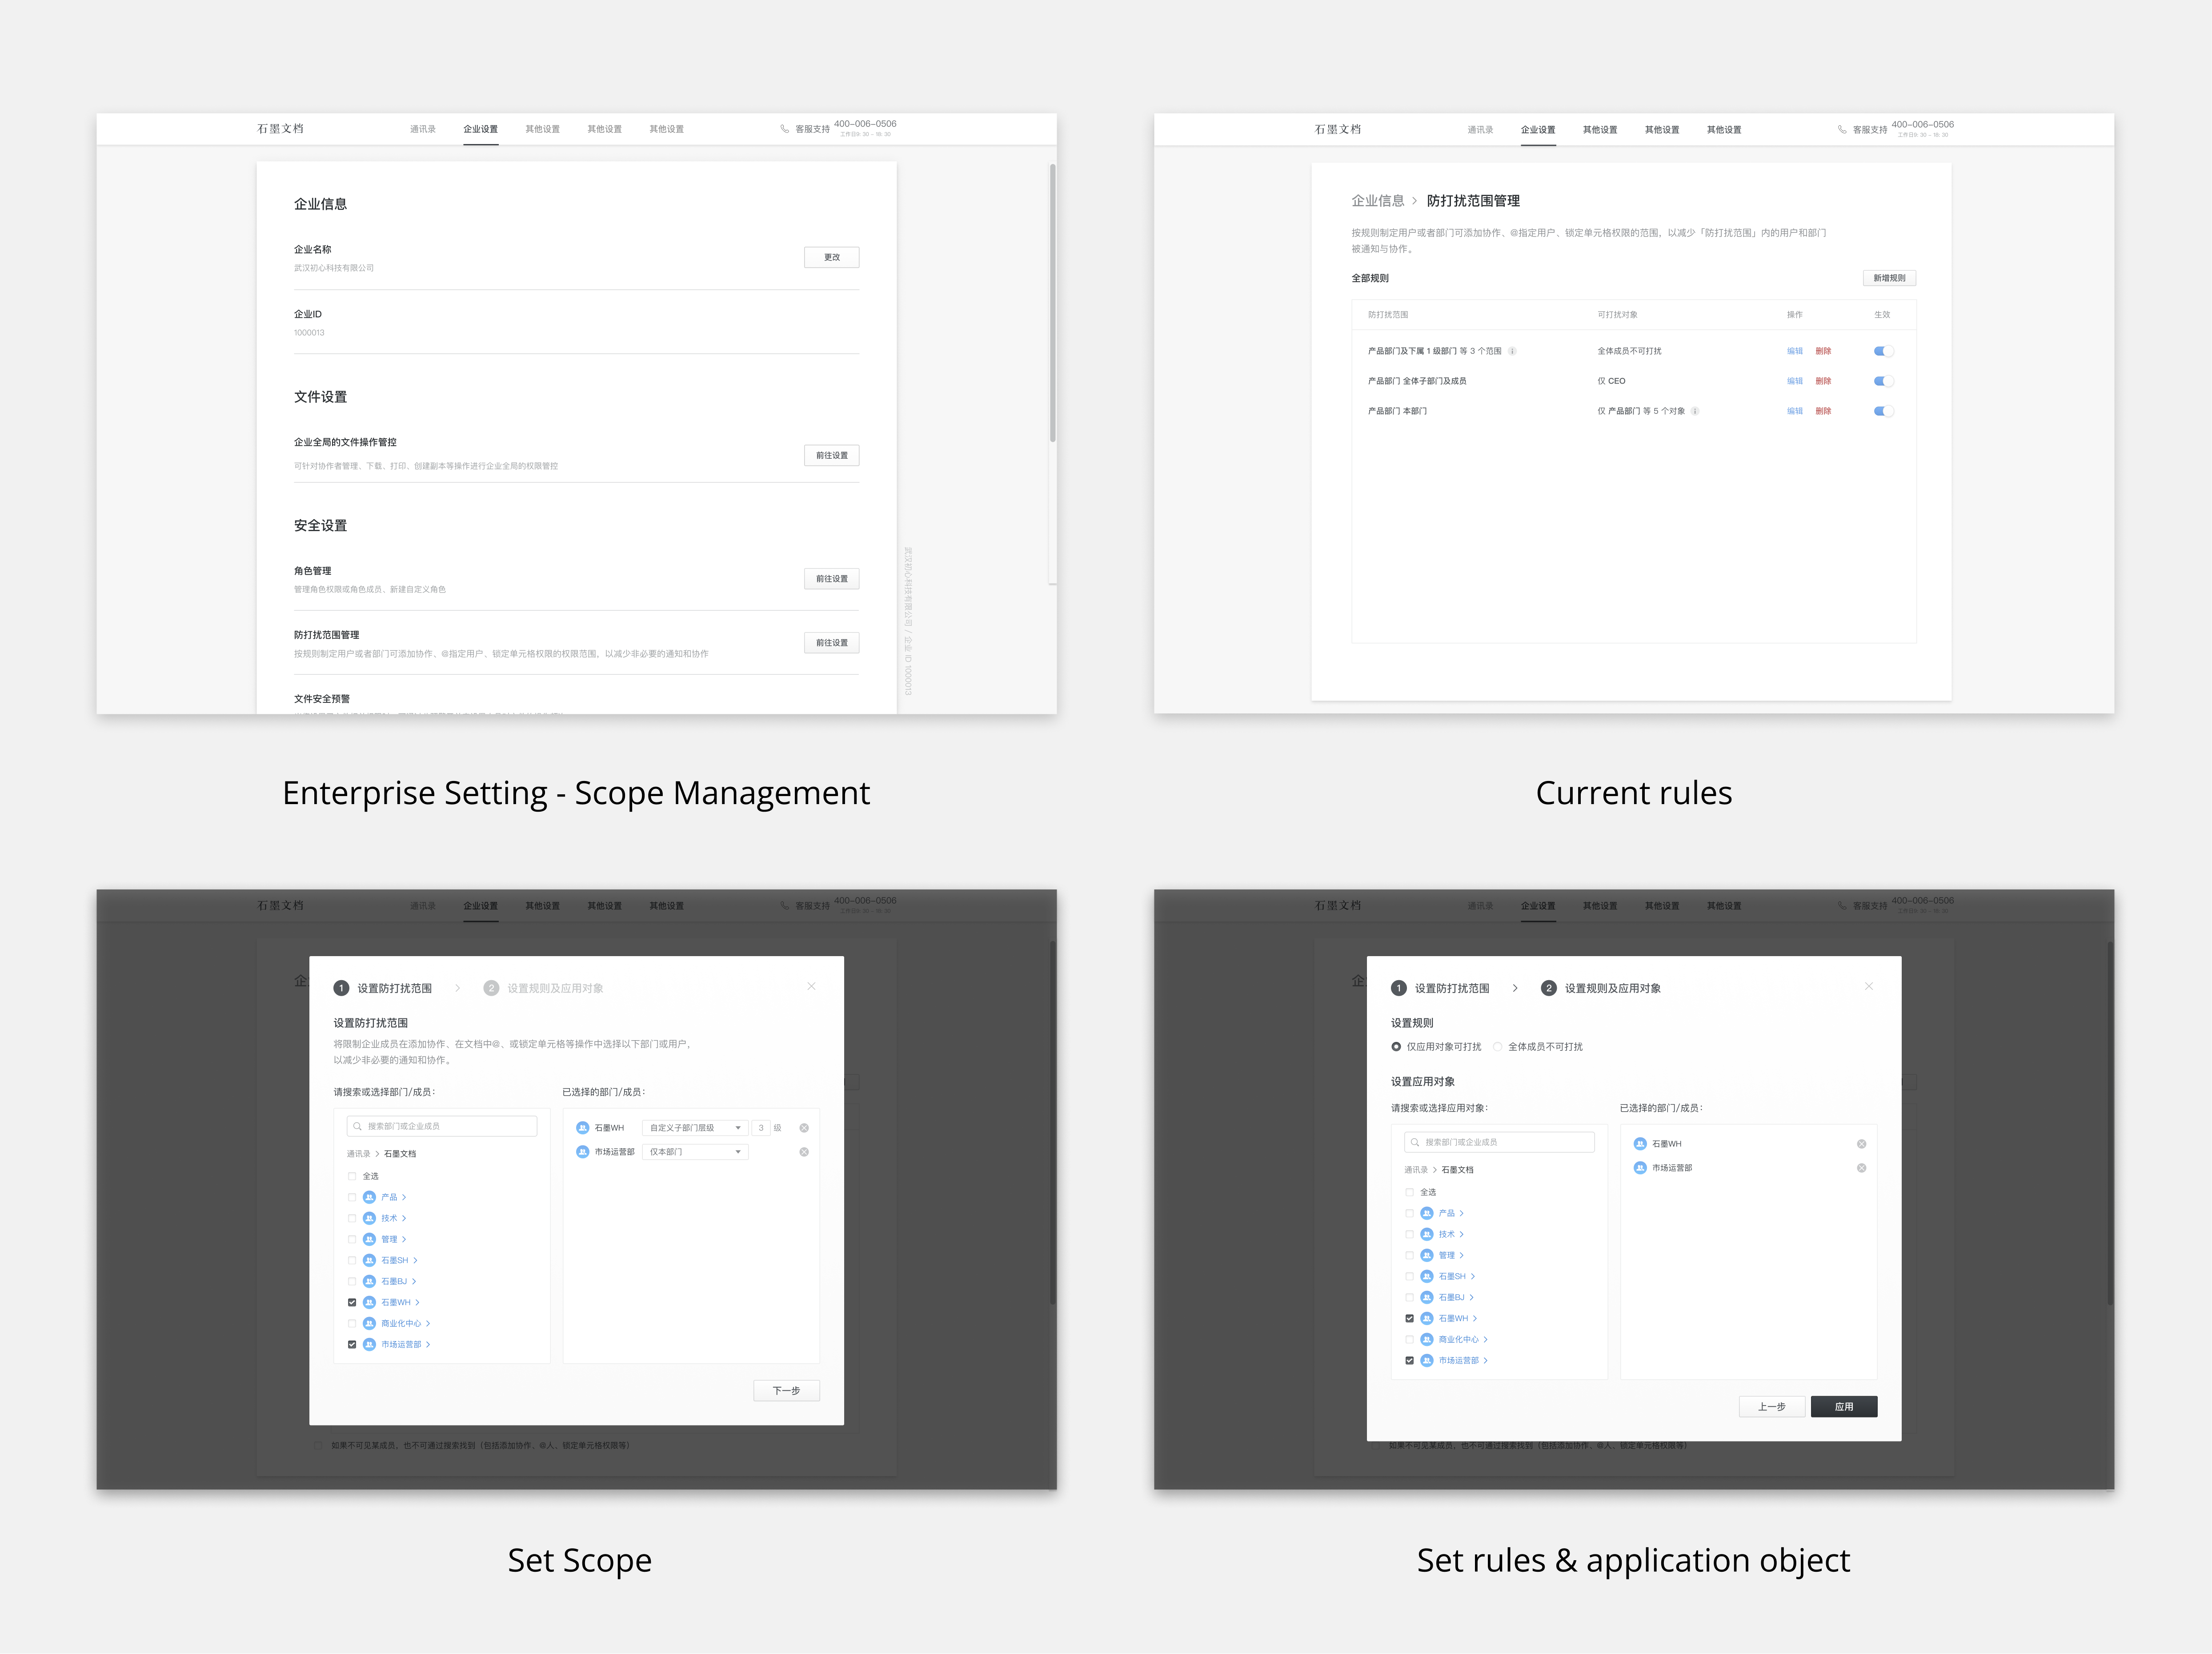 石墨文档
通讯录 企业设置 其他设置 其他设置 其他设置
客服支持 400-006-0506
工作日9:30 - 18:30
企业信息
企业名称
武汉初心科技有限公司
更改
企业ID
1000013
文件设置
企业全局的文件操作管控
可针对协作者管理、下载、打印、创建副本等操作进行企业全局的权限管控
前往设置
安全设置
角色管理
管理角色权限或角色成员、新建自定义角色
前往设置
防打扰范围管理
按规则制定用户或者部门可添加协作、@指定用户、锁定单元格权限的权限范围，以减少非必要的通知和协作
前往设置
文件安全预警
武汉初心科技有限公司 / 企业 ID 1000013
Enterprise Setting - Scope Management
石墨文档
通讯录 企业设置 其他设置 其他设置 其他设置
客服支持 400-006-0506
工作日9:30 - 18:30
企业信息 > 防打扰范围管理
按规则制定用户或者部门可添加协作、@指定用户、锁定单元格权限的范围，以减少「防打扰范围」内的用户和部门
被通知与协作。
全部规则
新增规则
防打扰范围 可打扰对象 操作 生效
产品部门及下属 1 级部门 等 3 个范围 全体成员不可打扰 编辑 删除
产品部门 全体子部门及成员 仅 CEO 编辑 删除
产品部门 本部门 仅 产品部门 等 5 个对象 编辑 删除
Current rules
石墨文档
通讯录 企业设置 其他设置 其他设置 其他设置
客服支持 400-006-0506
工作日9:30 - 18:30
企
1 设置防打扰范围 > 2 设置规则及应用对象
设置防打扰范围
将限制企业成员在添加协作、在文档中@、或锁定单元格等操作中选择以下部门或用户，
以减少非必要的通知和协作。
请搜索或选择部门/成员：
搜索部门或企业成员
通讯录 > 石墨文档
全选
产品 >
技术 >
管理 >
石墨SH >
石墨BJ >
石墨WH >
商业化中心 >
市场运营部 >
已选择的部门/成员：
石墨WH 自定义子部门层级 3 级
市场运营部 仅本部门
下一步
如果不可见某成员，也不可通过搜索找到（包括添加协作、@人、锁定单元格权限等）
Set Scope
石墨文档
通讯录 企业设置 其他设置 其他设置 其他设置
客服支持 400-006-0506
工作日9:30 - 18:30
企
1 设置防打扰范围 > 2 设置规则及应用对象
设置规则
仅应用对象可打扰 全体成员不可打扰
设置应用对象
请搜索或选择应用对象：
搜索部门或企业成员
通讯录 > 石墨文档
全选
产品 >
技术 >
管理 >
石墨SH >
石墨BJ >
石墨WH >
商业化中心 >
市场运营部 >
已选择的部门/成员：
石墨WH
市场运营部
上一步 应用
如果不可见某成员，也不可通过搜索找到（包括添加协作、@人、锁定单元格权限等）
Set rules & application object